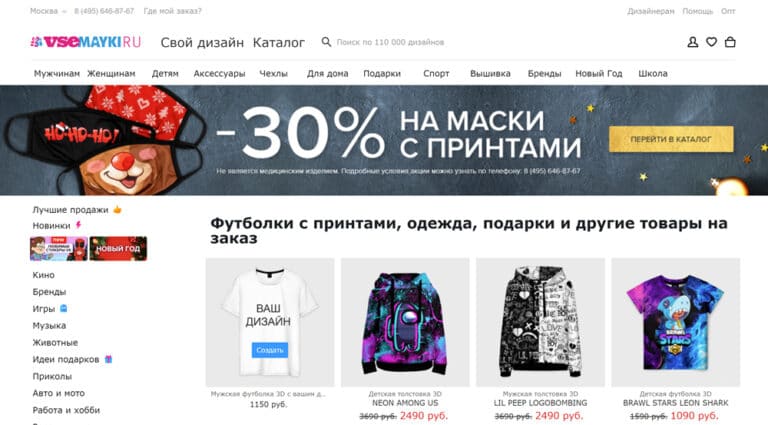 Москва
8 (495) 646-87-67
Где мой заказ?
Дизайнерам
Помощь
Опт
VSEMAYKI.RU
Свой дизайн
Каталог
Поиск по 110 000 дизайнов
Мужчинам
Женщинам
Детям
Аксессуары
Чехлы
Для дома
Подарки
Спорт
Вышивка
Бренды
Новый Год
Школа
HO-HO-HO!
-30%
НА МАСКИ
С ПРИНТАМИ
ПЕРЕЙТИ В КАТАЛОГ
Не является медицинским изделием. Подробные условия акции можно узнать по телефону: 8 (495) 646-87-67
Лучшие продажи
Новинки
НОВЫЙ ГОД
Кино
Бренды
Игры
Музыка
Животные
Идеи подарков
Приколы
Авто и мото
Работа и хобби
Футболки с принтами, одежда, подарки и другие товары на
заказ
ВАШ
ДИЗАЙН
Создать
Мужская футболка 3D с вашим д...
1150 руб.
Детская толстовка 3D
NEON AMONG US
3690 руб. 2490 руб.
LOVE
LIL PEEP
Мужская толстовка 3D
LIL PEEP LOGOBOMBING
3690 руб. 2490 руб.
BRAWL
STARS
Детская футболка 3D
BRAWL STARS LEON SHARK
1590 руб. 1090 руб.